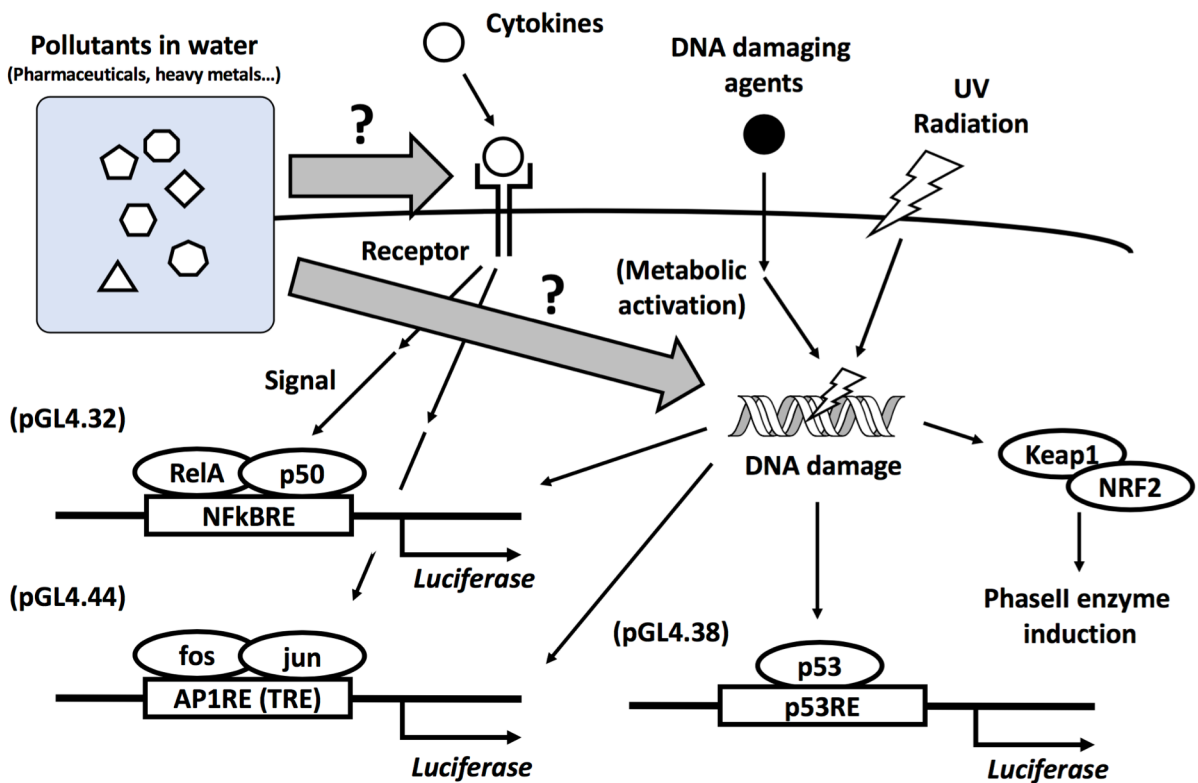 Pollutants in water
(Pharmaceuticals, heavy metals...)
?
Cytokines
DNA damaging
agents
UV
Radiation
Receptor
?
(Metabolic
activation)
Signal
(pGL4.32)
RelA
p50
NFkBRE
Luciferase
DNA damage
Keap1
NRF2
PhaseII enzyme
induction
(pGL4.44)
fos
jun
AP1RE (TRE)
Luciferase
(pGL4.38)
p53
p53RE
Luciferase